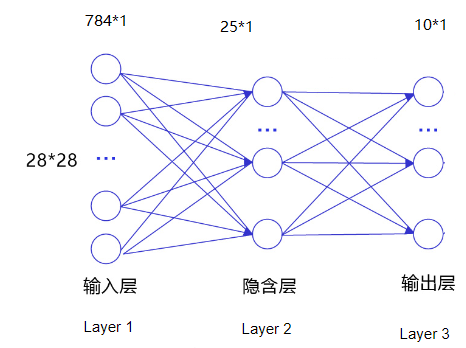 784*1
25*1
10*1
28*28
...
...
...
输入层
隐含层
输出层
Layer 1
Layer 2
Layer 3